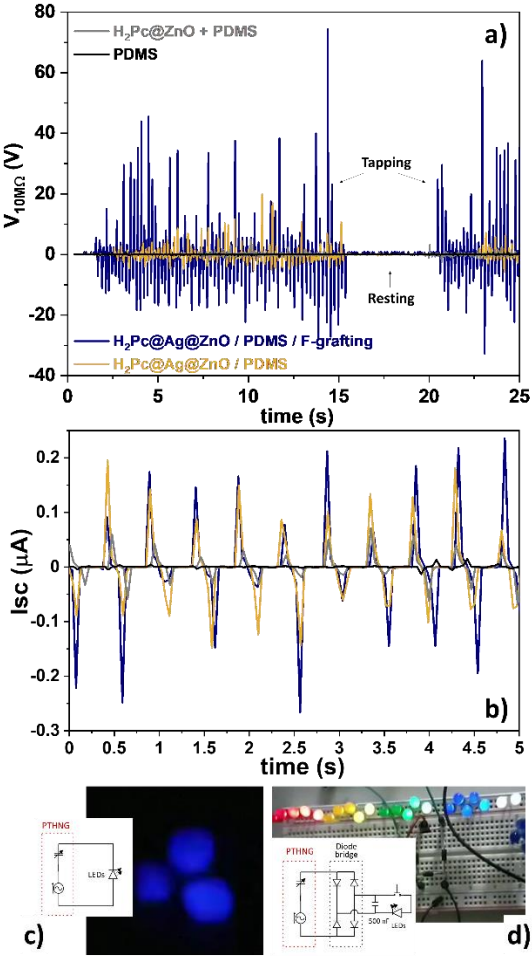 a)
H₂Pc@ZnO + PDMS
PDMS
V10MΩ (V)
80
60
40
20
0
-20
-40
Tapping
Resting
H₂Pc@Ag@ZnO / PDMS / F-grafting
H₂Pc@Ag@ZnO / PDMS
0 5 10 15 20 25
time (s)
Isc (μA)
0.2
0.1
0
-0.1
-0.2
-0.3
b)
0 0.5 1 1.5 2 2.5 3 3.5 4 4.5 5
time (s)
PTHNG
LEDs
c)
PTHNG
Diode
bridge
500 nF
LEDs
d)